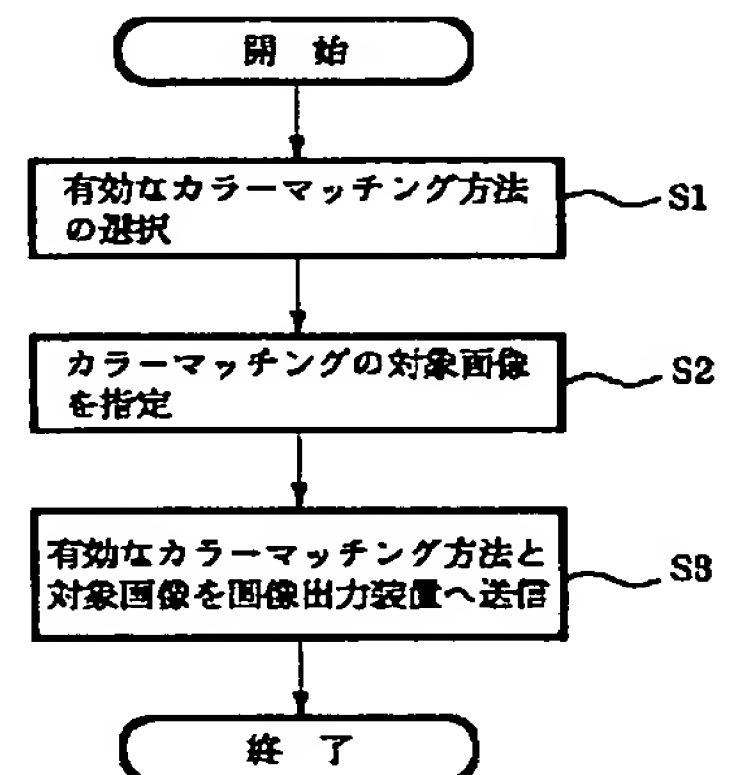 開 始
有効なカラーマッチング方法
の選択
S1
カラーマッチングの対象画像
を指定
S2
有効なカラーマッチング方法と
対象画像を画像出力装置へ送信
S3
終 了